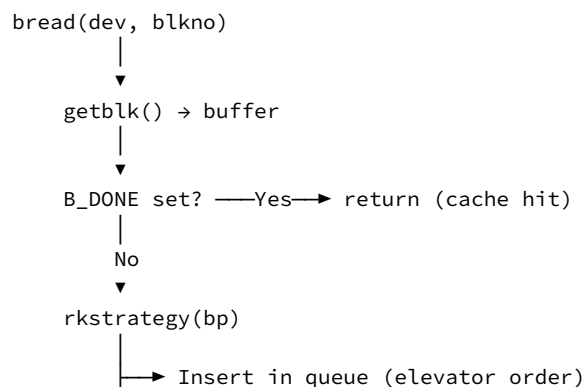 bread(dev, blkno)
getblk() → buffer
B_DONE set? —Yes—► return (cache hit)
No
rkstrategy(bp)
Insert in queue (elevator order)